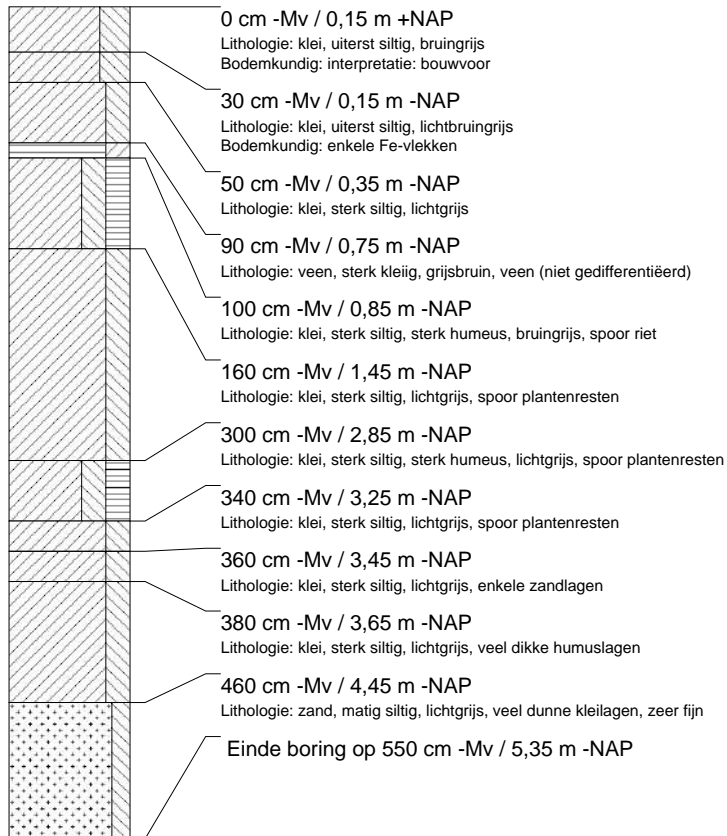 0 cm -Mv / 0,15 m +NAP
Lithologie: klei, uiterst siltig, bruingrijs
Bodemkundig: interpretatie: bouwvoor
30 cm -Mv / 0,15 m -NAP
Lithologie: klei, uiterst siltig, lichtbruingrijs
Bodemkundig: enkele Fe-vlekken
50 cm -Mv / 0,35 m -NAP
Lithologie: klei, sterk siltig, lichtgrijs
90 cm -Mv / 0,75 m -NAP
Lithologie: veen, sterk kleiig, grijsbruin, veen (niet gedifferentiëerd)
100 cm -Mv / 0,85 m -NAP
Lithologie: klei, sterk siltig, sterk humeus, bruingrijs, spoor riet
160 cm -Mv / 1,45 m -NAP
Lithologie: klei, sterk siltig, lichtgrijs, spoor plantenresten
300 cm -Mv / 2,85 m -NAP
Lithologie: klei, sterk siltig, sterk humeus, lichtgrijs, spoor plantenresten
340 cm -Mv / 3,25 m -NAP
Lithologie: klei, sterk siltig, lichtgrijs, spoor plantenresten
360 cm -Mv / 3,45 m -NAP
Lithologie: klei, sterk siltig, lichtgrijs, enkele zandlagen
380 cm -Mv / 3,65 m -NAP
Lithologie: klei, sterk siltig, lichtgrijs, veel dikke humuslagen
460 cm -Mv / 4,45 m -NAP
Lithologie: zand, matig siltig, lichtgrijs, veel dunne kleilagen, zeer fijn
Einde boring op 550 cm -Mv / 5,35 m -NAP